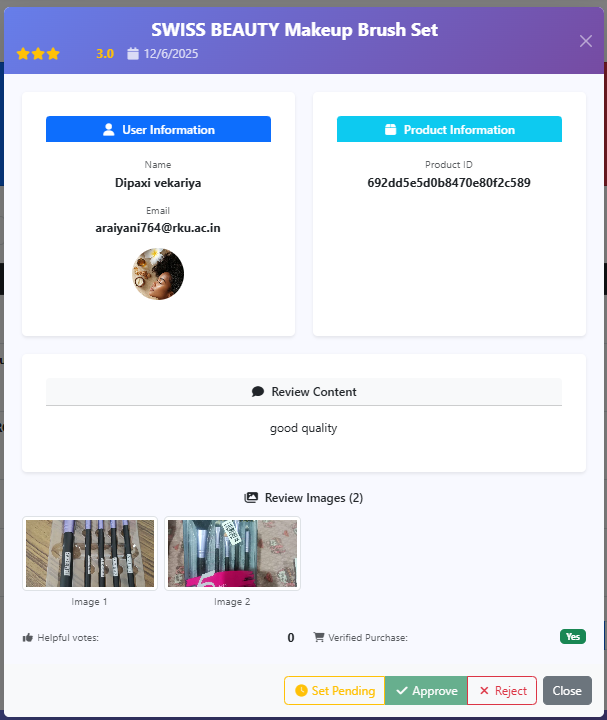 SWISS BEAUTY Makeup Brush Set
3.0 12/6/2025
User Information
Name
Dipaxi vekariya
Email
araiyani764@rku.ac.in
Product Information
Product ID
692dd5e5d0b8470e80f2c589
Review Content
good quality
Review Images (2)
Image 1
Image 2
Helpful votes: 0
Verified Purchase: Yes
Set Pending Approve Reject Close